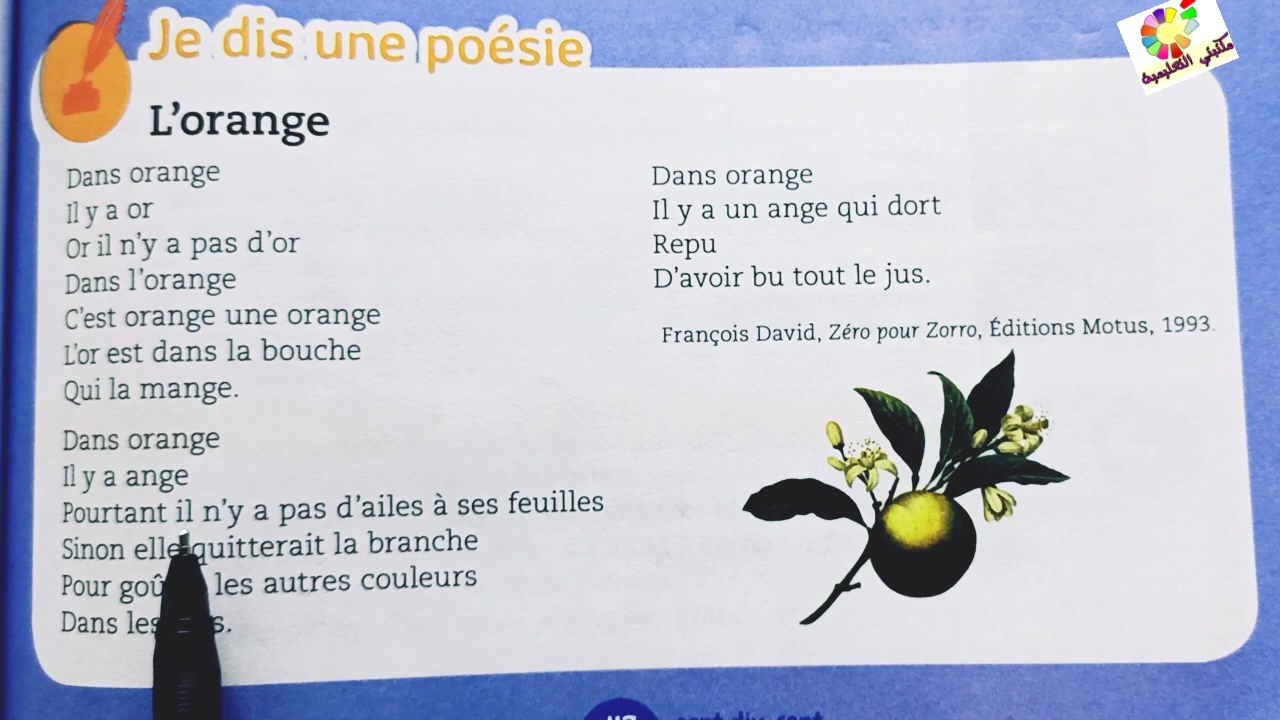 Je dis une poésie
مكتبتي التعليمية
L'orange
Dans orange
Il y a or
Or il n'y a pas d'or
Dans l'orange
C'est orange une orange
L'or est dans la bouche
Qui la mange.
Dans orange
Il y a ange
Pourtant il n'y a pas d'ailes à ses feuilles
Sinon elle quitterait la branche
Pour les autres couleurs
Dans
Dans orange
Il y a un ange qui dort
Repu
D'avoir bu tout le jus.
François David, Zéro pour Zorro, Éditions Motus, 1993.